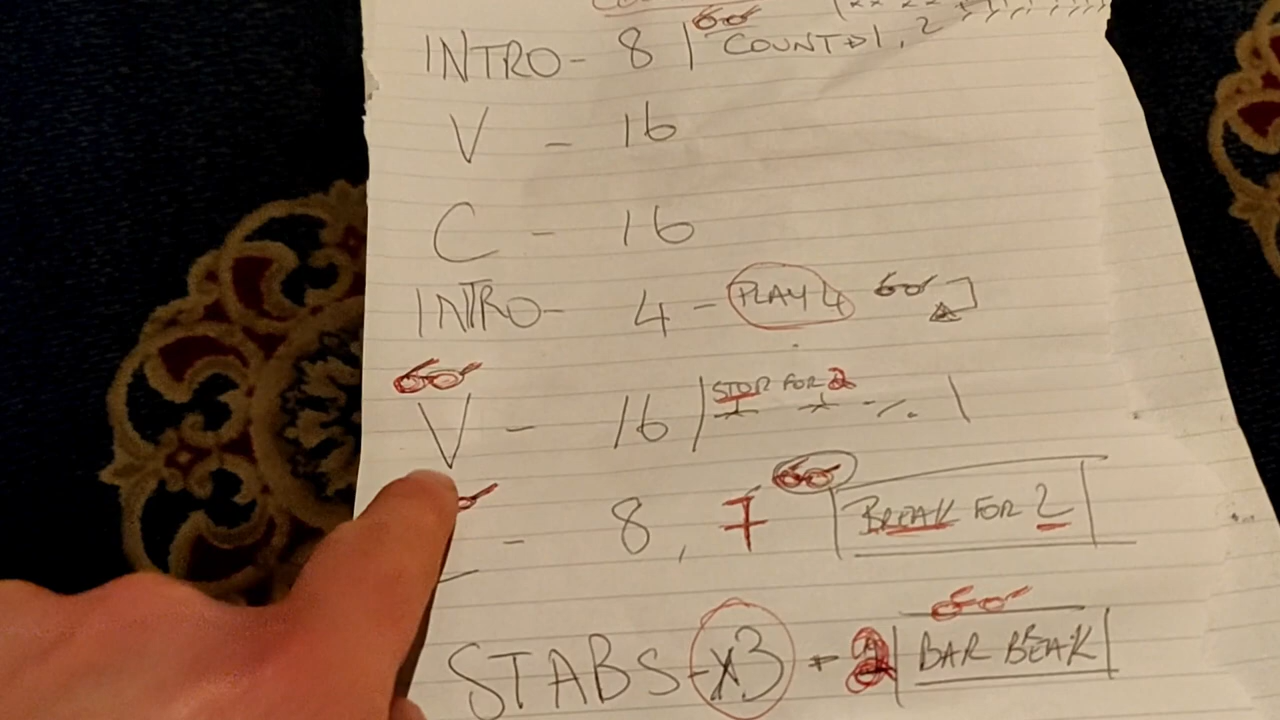 INTRO - 8 | COUNT → 1, 2
V - 16
C - 16
INTRO - 4 - PLAY 4
V - 16 | STOP FOR 2 ٪ |
- 8, 7 BREAK FOR 2
STABS - x3 - 2 | BAR BEAK |